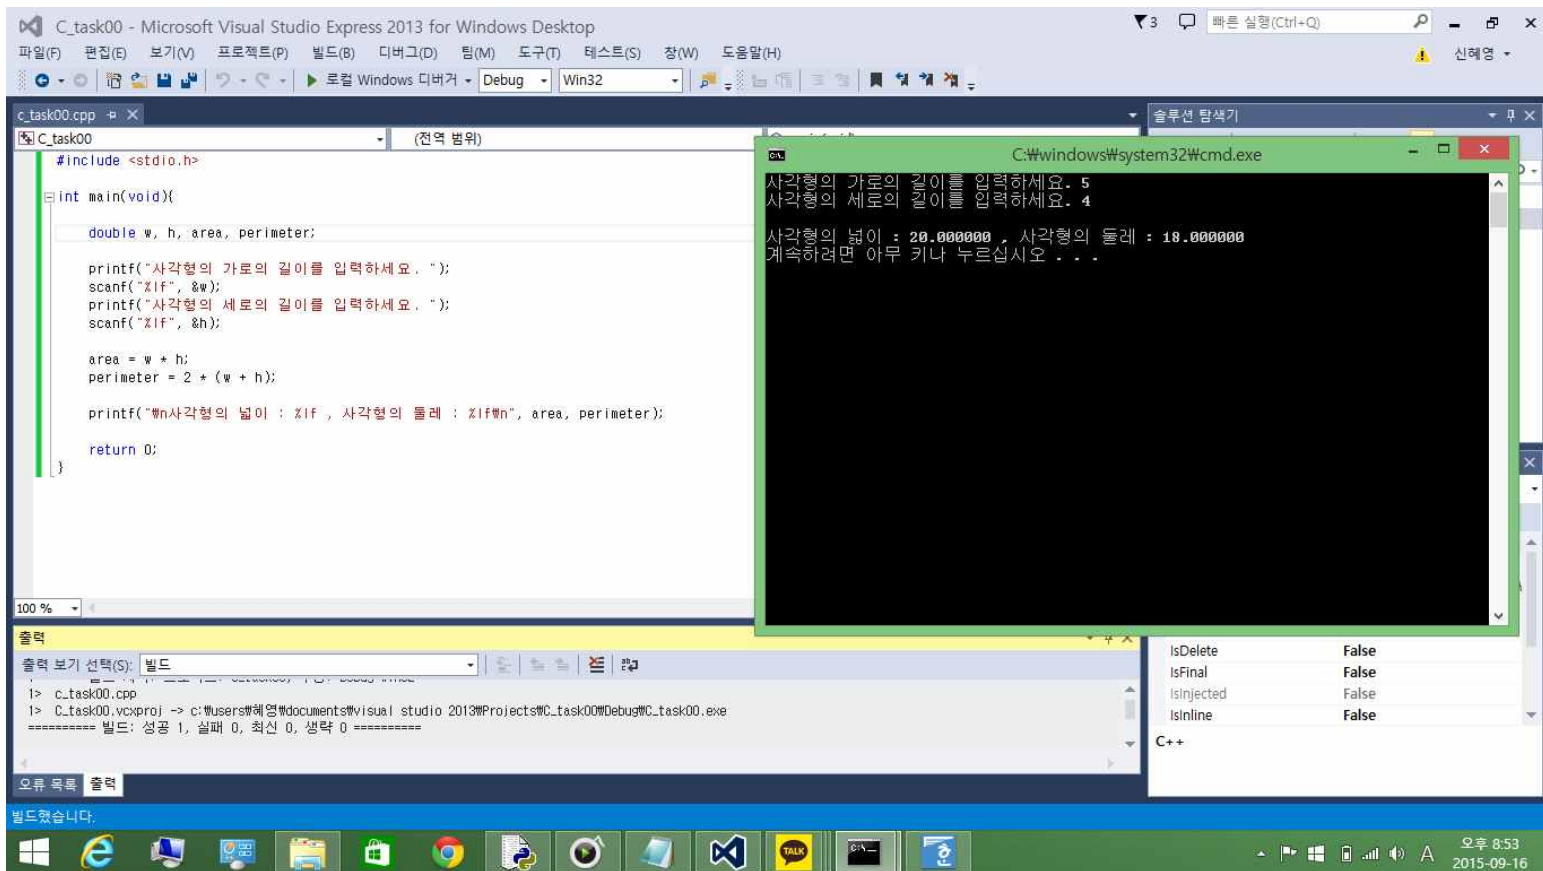 C_task00 - Microsoft Visual Studio Express 2013 for Windows Desktop
3 빠른 실행(Ctrl+Q)
파일(F) 편집(E) 보기(V) 프로젝트(P) 빌드(B) 디버그(D) 팀(M) 도구(T) 테스트(S) 창(W) 도움말(H)
신혜영
로컬 Windows 디버거 Debug Win32
c_task00.cpp
솔루션 탐색기
C_task00 (전역 범위)
#include <stdio.h>
int main(void){
double w, h, area, perimeter;
printf("사각형의 가로의 길이를 입력하세요. ");
scanf("%lf", &w);
printf("사각형의 세로의 길이를 입력하세요. ");
scanf("%lf", &h);
area = w * h;
perimeter = 2 * (w + h);
printf("₩n사각형의 넓이 : %lf , 사각형의 둘레 : %lf₩n", area, perimeter);
return 0;
}
C:₩windows₩system32₩cmd.exe
사각형의 가로의 길이를 입력하세요. 5
사각형의 세로의 길이를 입력하세요. 4
사각형의 넓이 : 20.000000 , 사각형의 둘레 : 18.000000
계속하려면 아무 키나 누르십시오 . . .
100 %
출력
출력 보기 선택(S): 빌드
1> c_task00.cpp
1> C_task00.vcxproj -> c:₩users₩혜영₩documents₩visual studio 2013₩Projects₩C_task00₩Debug₩C_task00.exe
========== 빌드: 성공 1, 실패 0, 최신 0, 생략 0 ==========
IsDelete False
IsFinal False
IsInjected False
IsInline False
C++
오류 목록 출력
빌드했습니다.
TALK
C:\_
한
A
오후 8:53
2015-09-16